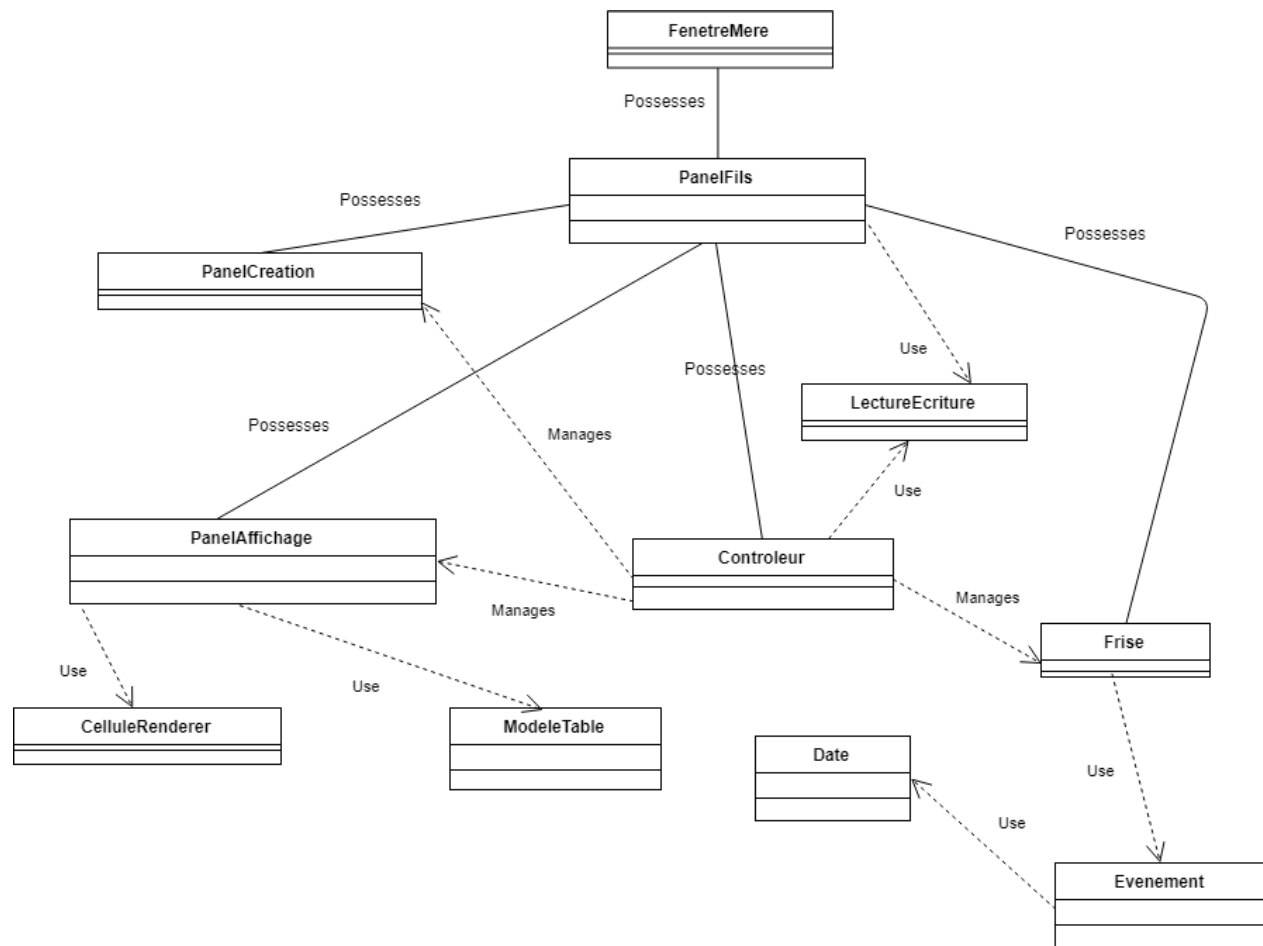 FenetreMere
Possesses
PanelFils
Possesses
Possesses
PanelCreation
Use
Possesses
LectureEcriture
Possesses
Manages
Use
PanelAffichage
Controleur
Manages
Manages
Frise
Use
Use
CelluleRenderer
ModeleTable
Date
Use
Use
Evenement